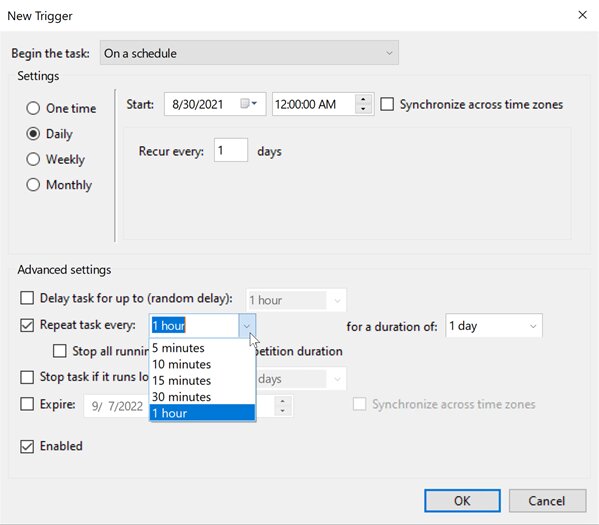 New Trigger
Begin the task: On a schedule
Settings
One time
Start: 8/30/2021 12:00:00 AM Synchronize across time zones
Daily
Recur every: 1 days
Weekly
Monthly
Advanced settings
Delay task for up to (random delay): 1 hour
Repeat task every: 1 hour for a duration of: 1 day
Stop all runnin petition duration
5 minutes
10 minutes
15 minutes
30 minutes
1 hour
Stop task if it runs lo days
Expire: 9/ 7/2022 Synchronize across time zones
Enabled
OK Cancel